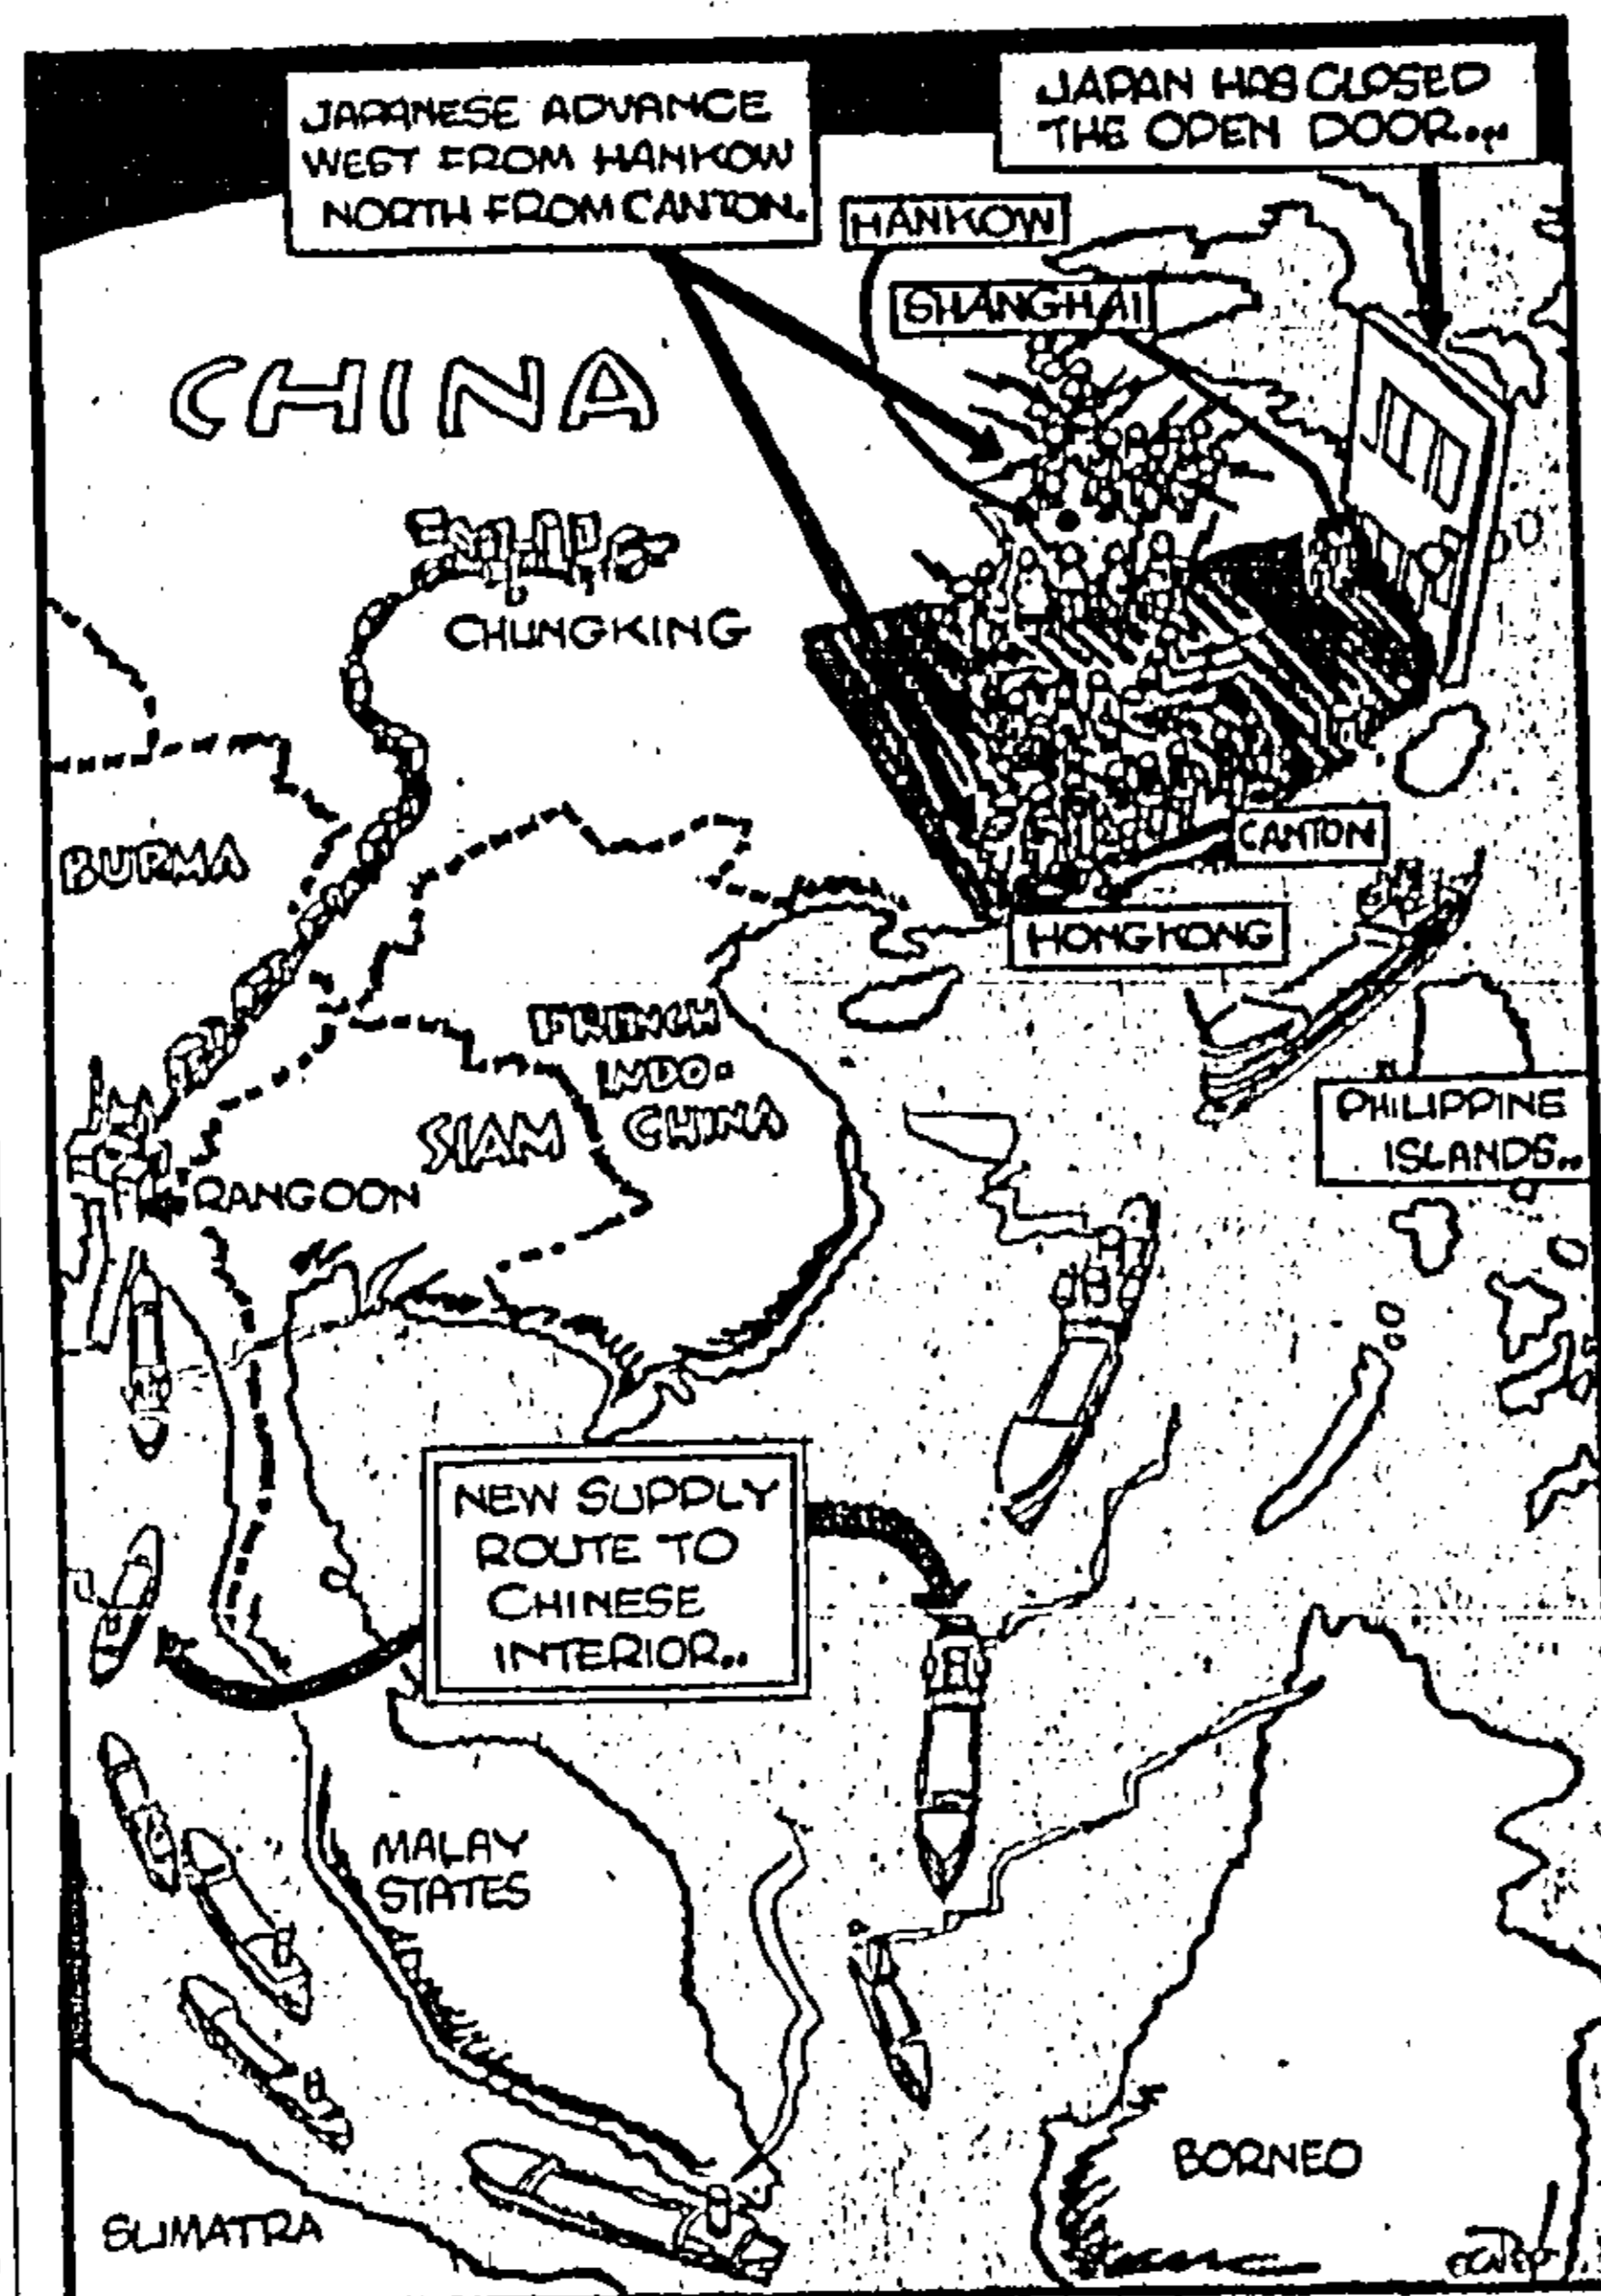 JAPANESE ADVANCE
WEST FROM HANKOW
NORTH FROM CANTON.
JAPAN HAS CLOSED
THE OPEN DOOR...
HANKOW
SHANGHAI
CHINA
CHUNGKING
BURMA
CANTON
HONGKONG
FRENCH
INDO-
CHINA
SIAM
PHILIPPINE
ISLANDS..
RANGOON
NEW SUPPLY
ROUTE TO
CHINESE
INTERIOR..
MALAY
STATES
BORNEO
SUMATRA